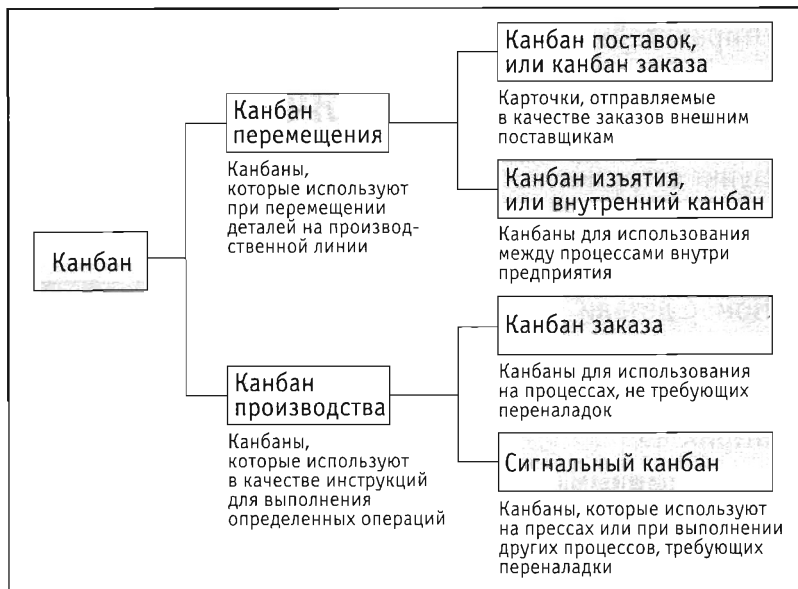 Канбан
Канбан
перемещения
Канбаны,
которые используют
при перемещении
деталей на производ-
ственной линии
Канбан поставок,
или канбан заказа
Карточки, отправляемые
в качестве заказов внешним
поставщикам
Канбан изъятия,
или внутренний канбан
Канбаны для использования
между процессами внутри
предприятия
Канбан
производства
Канбаны,
которые используют
в качестве инструкций
для выполнения
определенных операций
Канбан заказа
Канбаны для использования
на процессах, не требующих
переналадок
Сигнальный канбан
Канбаны, которые используют
на прессах или при выполнении
других процессов, требующих
переналадки